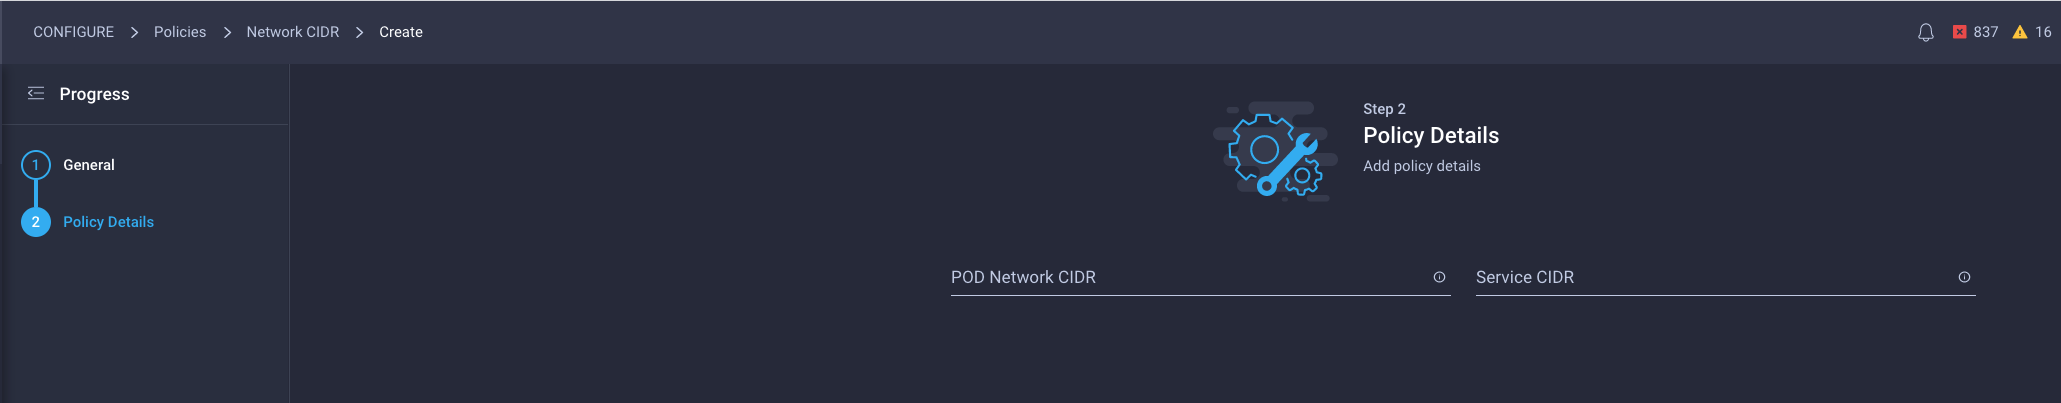 CONFIGURE > Policies > Network CIDR > Create
837 16
Progress
1 General
2 Policy Details
Step 2
Policy Details
Add policy details
POD Network CIDR
Service CIDR